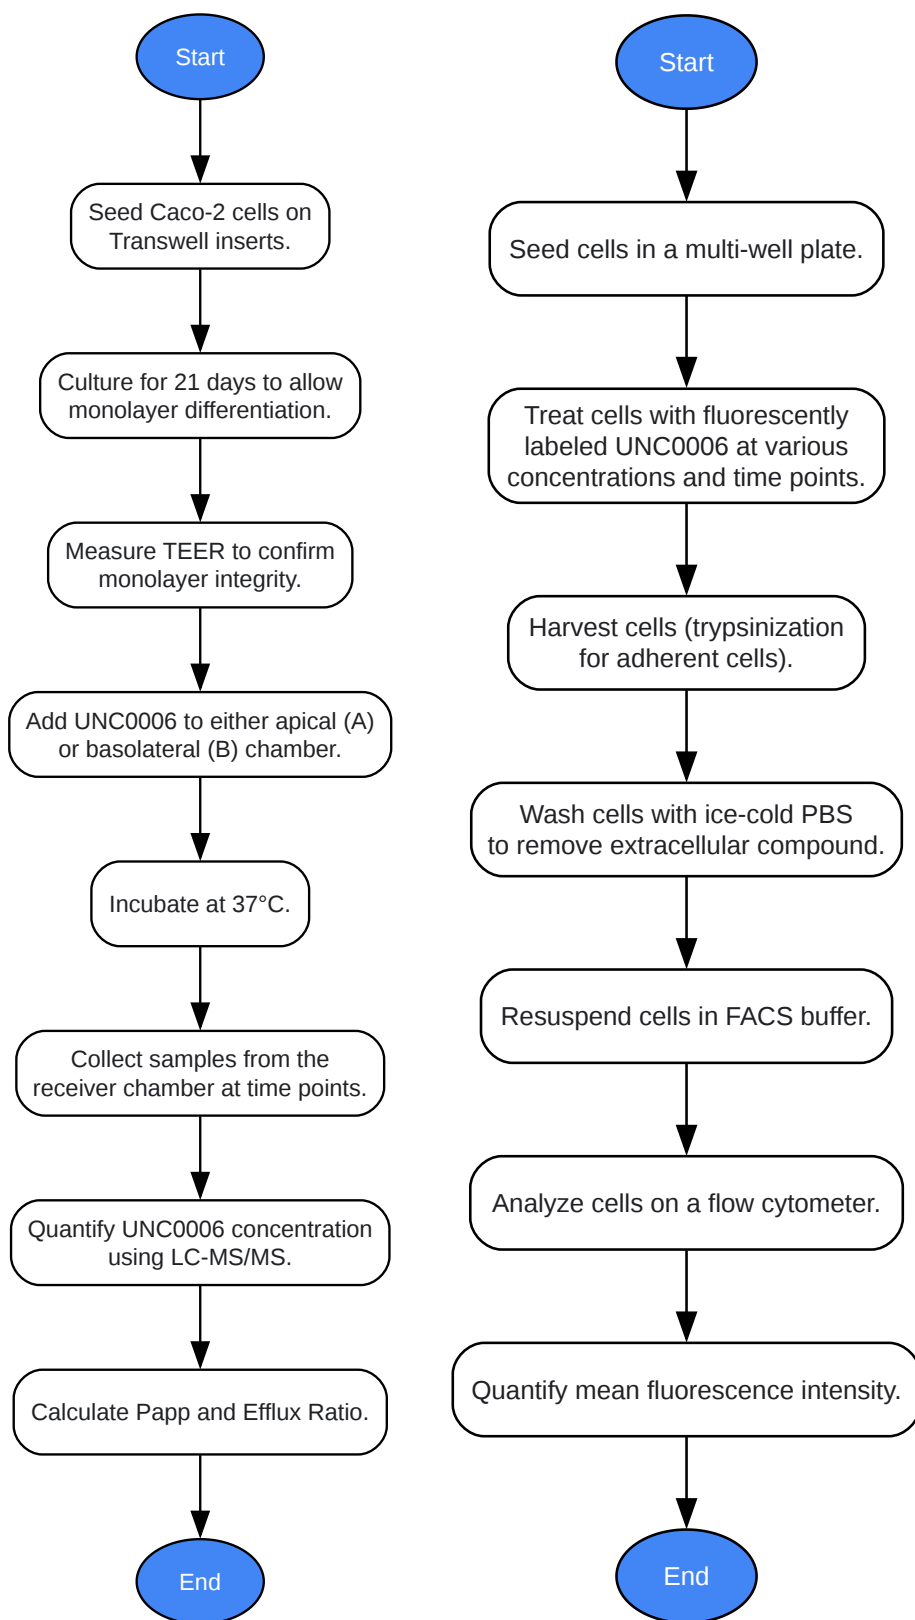 Start
Seed Caco-2 cells on
Transwell inserts.
Culture for 21 days to allow
monolayer differentiation.
Measure TEER to confirm
monolayer integrity.
Add UNC0006 to either apical (A)
or basolateral (B) chamber.
Incubate at 37°C.
Collect samples from the
receiver chamber at time points.
Quantify UNC0006 concentration
using LC-MS/MS.
Calculate Papp and Efflux Ratio.
End
Start
Seed cells in a multi-well plate.
Treat cells with fluorescently
labeled UNC0006 at various
concentrations and time points.
Harvest cells (trypsinization
for adherent cells).
Wash cells with ice-cold PBS
to remove extracellular compound.
Resuspend cells in FACS buffer.
Analyze cells on a flow cytometer.
Quantify mean fluorescence intensity.
End